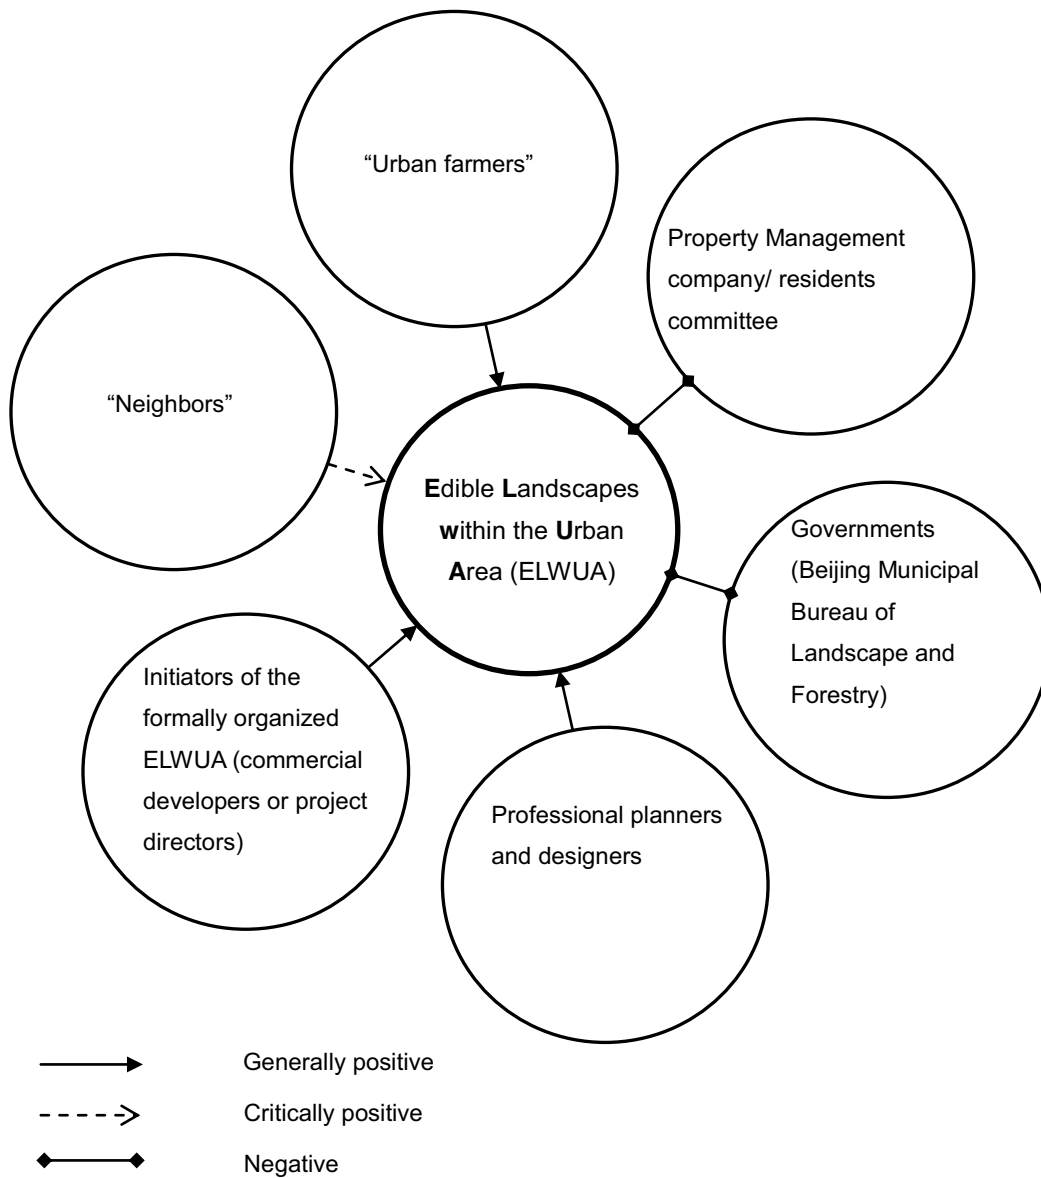 “Urban farmers”
Property Management
company/ residents
committee
“Neighbors”
Edible Landscapes
within the Urban
Area (ELWUA)
Governments
(Beijing Municipal
Bureau of
Landscape and
Forestry)
Initiators of the
formally organized
ELWUA (commercial
developers or project
directors)
Professional planners
and designers
Generally positive
Critically positive
Negative